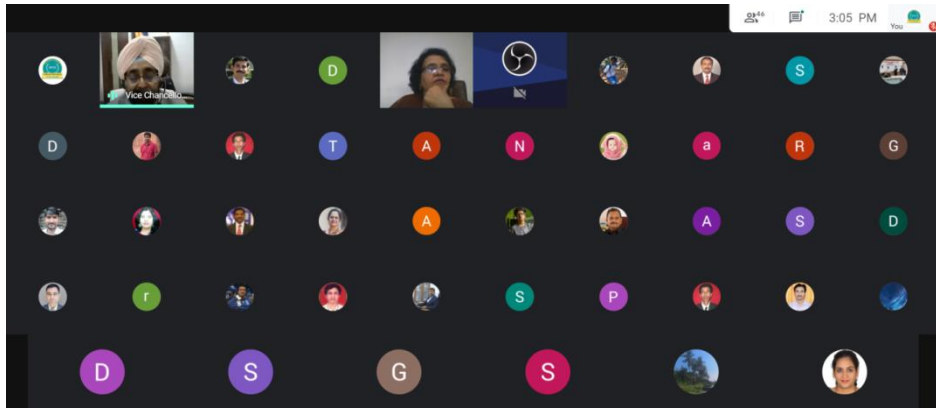 46 3:05 PM You
Vice Chancello
D S
D T A N a R G
A A S D
r S P
D S G S